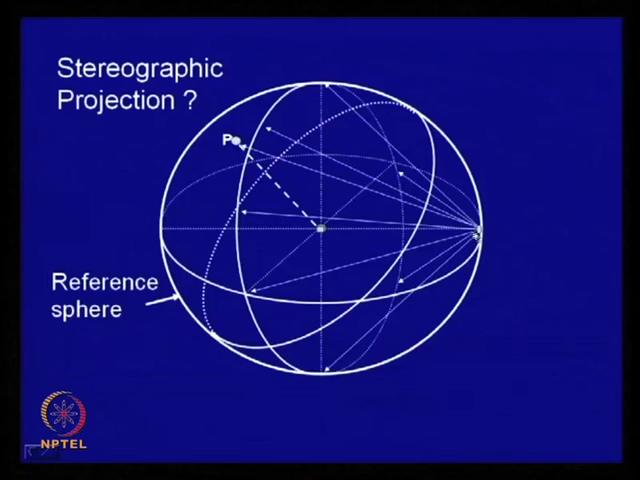 Stereographic
Projection ?
P
Reference
sphere
NPTEL